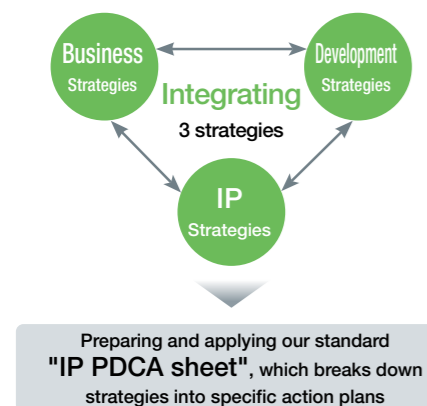 Business
Strategies
Development
Strategies
Integrating
3 strategies
IP
Strategies
Preparing and applying our standard
"IP PDCA sheet", which breaks down
strategies into specific action plans